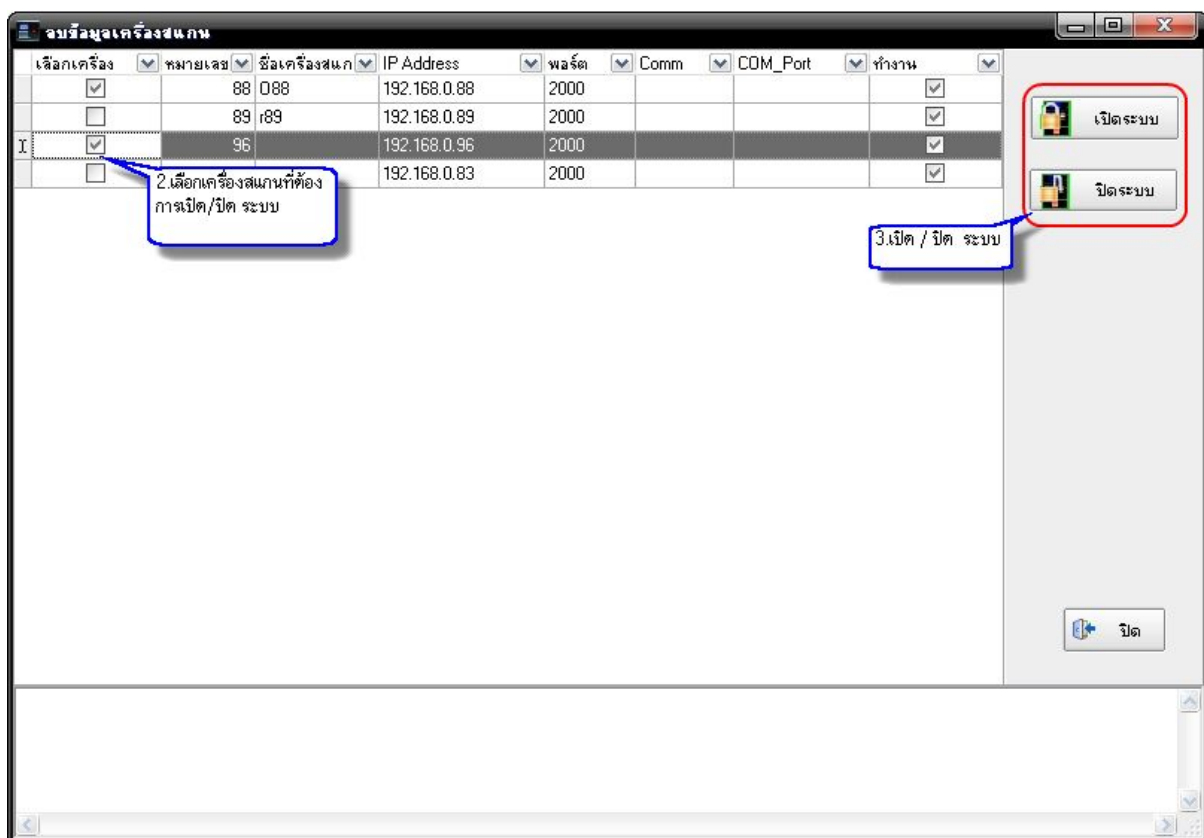 ลบข้อมูลเครื่องสแกน
เลือกเครื่อง หมายเลข ชื่อเครื่องสแก IP Address พอร์ต Comm COM_Port ทำงาน
88 O88 192.168.0.88 2000
89 r89 192.168.0.89 2000
96 192.168.0.96 2000
192.168.0.83 2000
2.เลือกเครื่องสแกนที่ต้อง
การเปิด/ปิด ระบบ
เปิดระบบ
ปิดระบบ
3.เปิด / ปิด ระบบ
ปิด